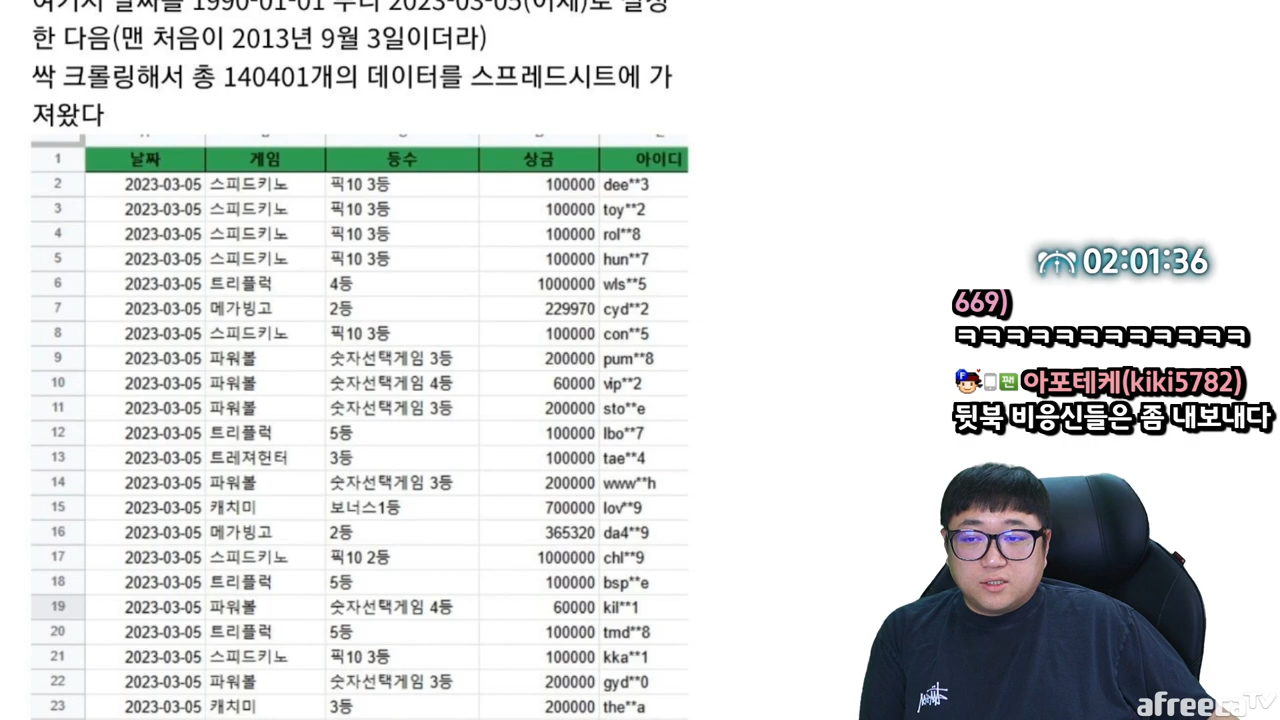 여기서 날짜를 1990-01-01 부터 2023-03-05(어제)로 설정
한 다음(맨 처음이 2013년 9월 3일이더라)
싹 크롤링해서 총 140401개의 데이터를 스프레드시트에 가
져왔다
1 날짜 게임 등수 상금 아이디
2 2023-03-05 스피드키노 픽10 3등 100000 dee**3
3 2023-03-05 스피드키노 픽10 3등 100000 toy**2
4 2023-03-05 스피드키노 픽10 3등 100000 rol**8
5 2023-03-05 스피드키노 픽10 3등 100000 hun**7
6 2023-03-05 트리플럭 4등 1000000 wls**5
7 2023-03-05 메가빙고 2등 229970 cyd**2
8 2023-03-05 스피드키노 픽10 3등 100000 con**5
9 2023-03-05 파워볼 숫자선택게임 3등 200000 pum**8
10 2023-03-05 파워볼 숫자선택게임 4등 60000 vip**2
11 2023-03-05 파워볼 숫자선택게임 3등 200000 sto**e
12 2023-03-05 트리플럭 5등 100000 lbo**7
13 2023-03-05 트레져헌터 3등 100000 tae**4
14 2023-03-05 파워볼 숫자선택게임 3등 200000 www**h
15 2023-03-05 캐치미 보너스1등 700000 lov**9
16 2023-03-05 메가빙고 2등 365320 da4**9
17 2023-03-05 스피드키노 픽10 2등 1000000 chl**9
18 2023-03-05 트리플럭 5등 100000 bsp**e
19 2023-03-05 파워볼 숫자선택게임 4등 60000 kil**1
20 2023-03-05 트리플럭 5등 100000 tmd**8
21 2023-03-05 스피드키노 픽10 3등 100000 kka**1
22 2023-03-05 파워볼 숫자선택게임 3등 200000 gyd**0
23 2023-03-05 캐치미 3등 200000 the**a
02:01:36
669)
ㅋㅋㅋㅋㅋㅋㅋㅋㅋㅋㅋㅋ
F 팬 아포테케(kiki5782)
뒷북 비응신들은 좀 내보내다
afreecaTV